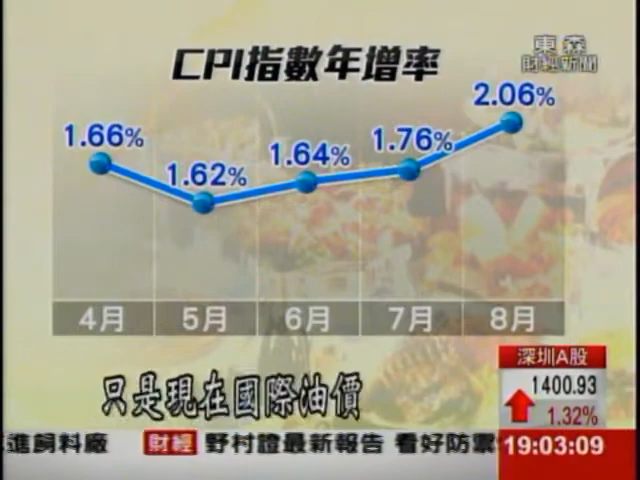 CPI指數年增率
東森
財經新聞
2.06%
1.66%
1.62%
1.64%
1.76%
4月
5月
6月
7月
8月
深圳A股
1400.93
1.32%
只是現在國際油價
進飼料廠 財經 野村證最新報告 看好防禦
19:03:09